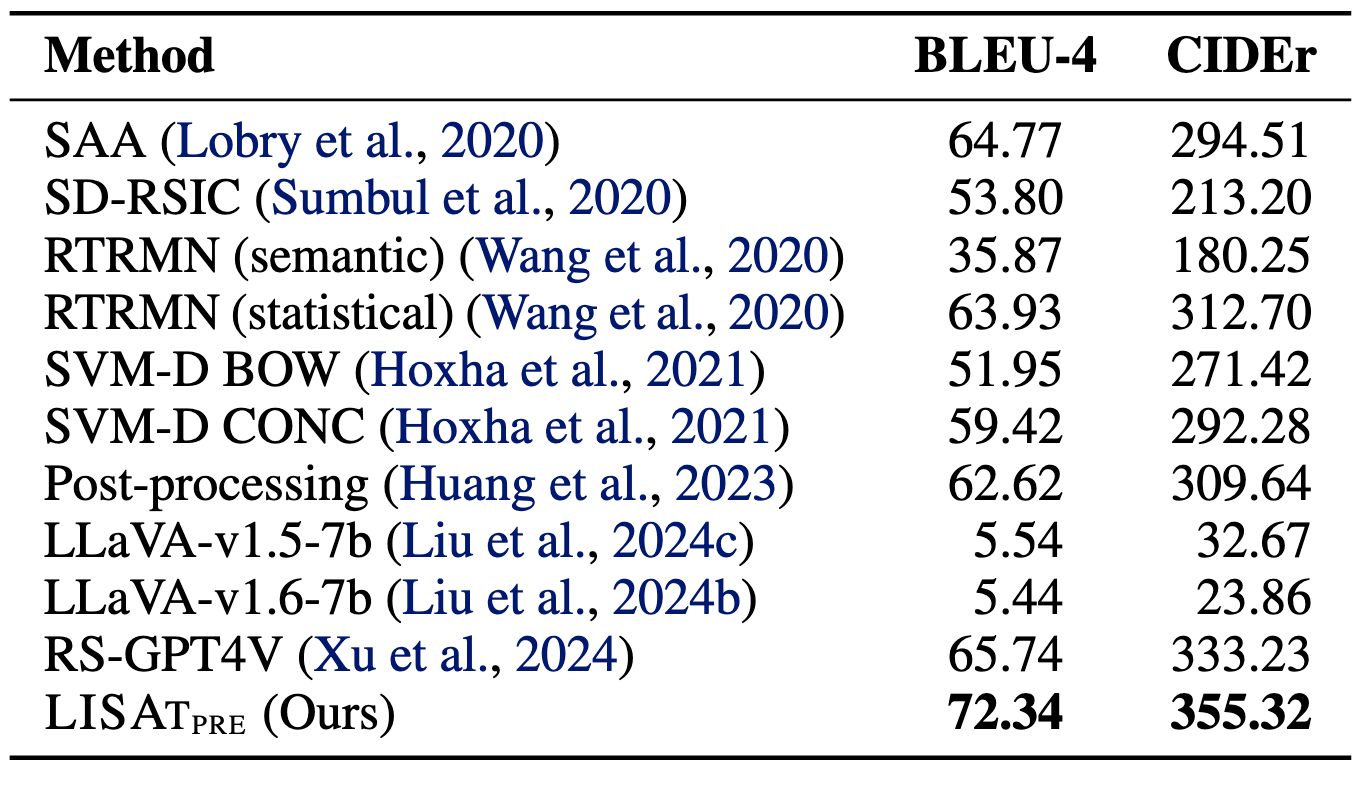 Method BLEU-4 CIDEr
SAA (Lobry et al., 2020) 64.77 294.51
SD-RSIC (Sumbul et al., 2020) 53.80 213.20
RTRMN (semantic) (Wang et al., 2020) 35.87 180.25
RTRMN (statistical) (Wang et al., 2020) 63.93 312.70
SVM-D BOW (Hoxha et al., 2021) 51.95 271.42
SVM-D CONC (Hoxha et al., 2021) 59.42 292.28
Post-processing (Huang et al., 2023) 62.62 309.64
LLaVA-v1.5-7b (Liu et al., 2024c) 5.54 32.67
LLaVA-v1.6-7b (Liu et al., 2024b) 5.44 23.86
RS-GPT4V (Xu et al., 2024) 65.74 333.23
LISAT PRE (Ours) 72.34 355.32